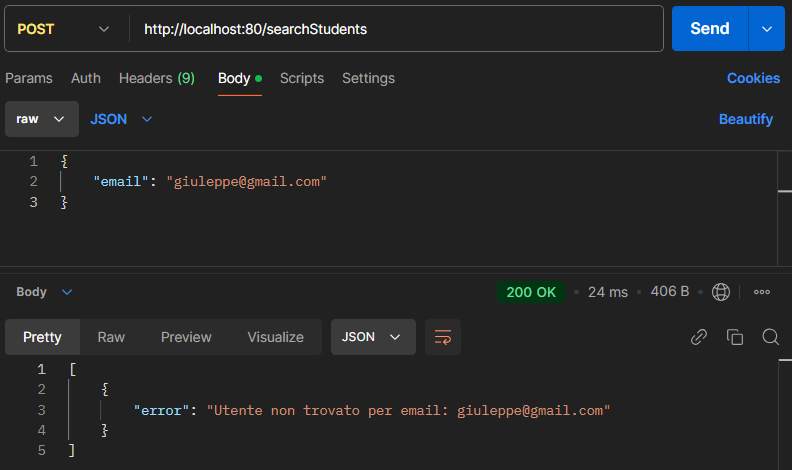 POST http://localhost:80/searchStudents Send
Params Auth Headers (9) Body Scripts Settings Cookies
raw JSON Beautify
1 {
2 "email": "giuleppe@gmail.com"
3 }
Body 200 OK 24 ms 406 B
Pretty Raw Preview Visualize JSON
1 [
2 {
3 "error": "Utente non trovato per email: giuleppe@gmail.com"
4 }
5 ]